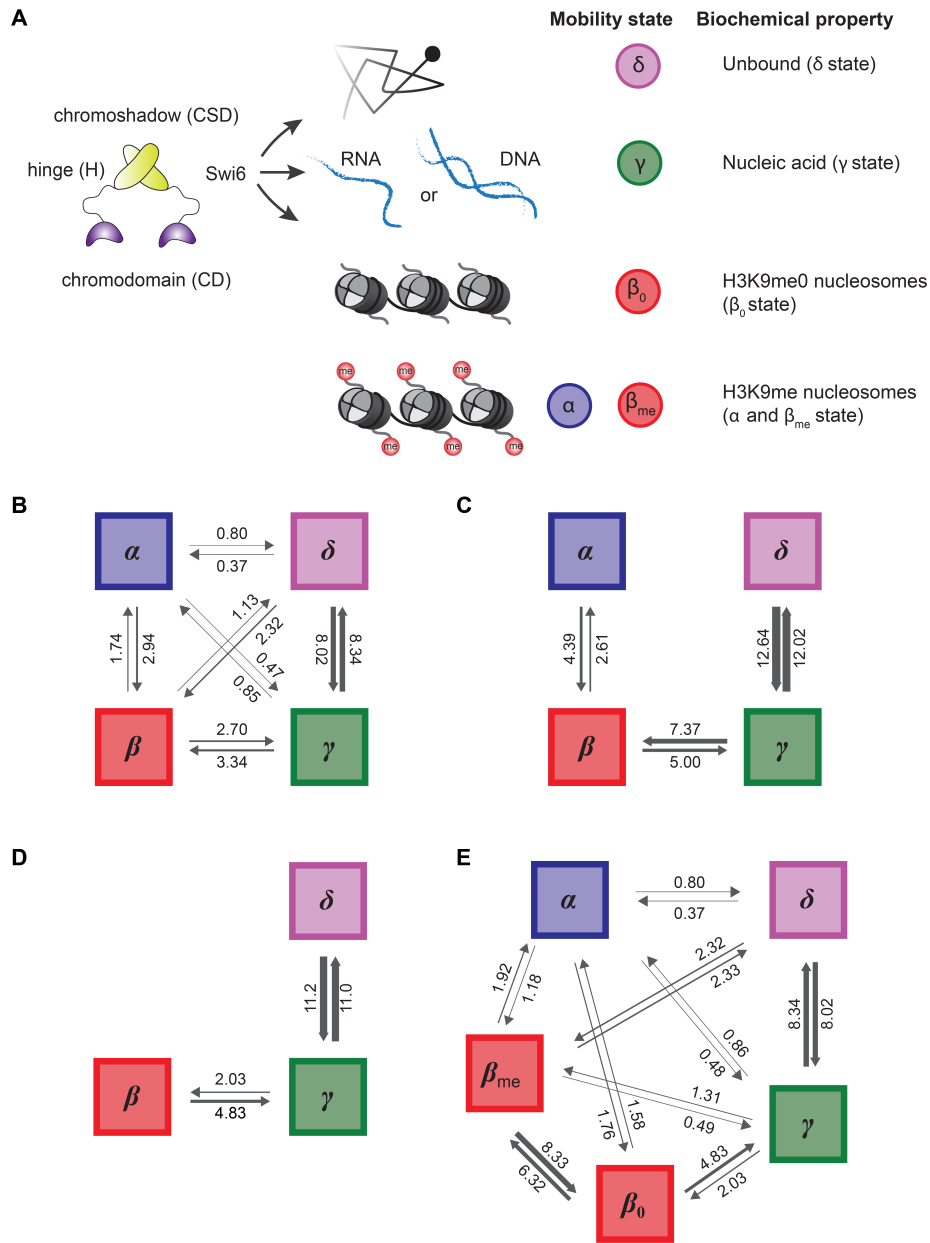 A
Mobility state
Biochemical property
δ
Unbound (δ state)
chromoshadow (CSD)
hinge (H)
Swi6
RNA
or
DNA
γ
Nucleic acid (γ state)
chromodomain (CD)
β0
H3K9me0 nucleosomes
(β0 state)
me
me
me
me
me
me
α
βme
H3K9me nucleosomes
(α and βme state)
B
α
0.80
0.37
δ
1.74
2.94
1.13
2.32
0.47
0.85
8.02
8.34
β
2.70
3.34
γ
C
α
δ
4.39
2.61
12.64
12.02
β
7.37
5.00
γ
D
δ
11.2
11.0
β
2.03
4.83
γ
E
α
0.80
0.37
δ
1.92
1.18
2.32
2.33
8.34
8.02
βme
0.86
0.48
1.31
0.49
γ
1.58
1.76
8.33
6.32
4.83
2.03
β0